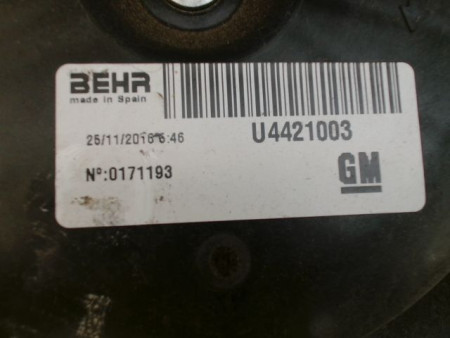 BEHR
made in Spain
25/11/2016 6:46
U4421003
Nº:0171193
GM